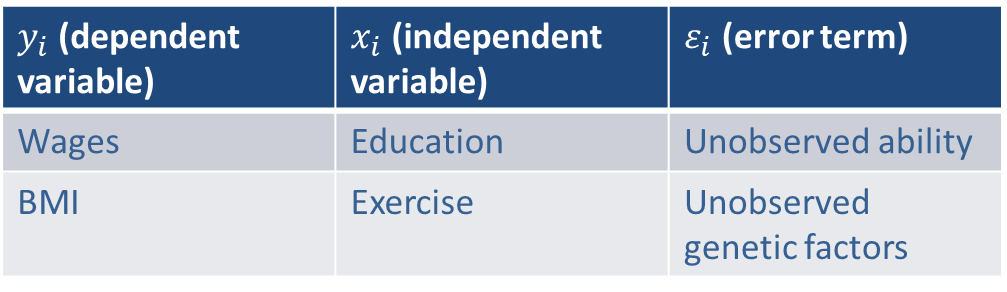 yᵢ (dependent
variable)
xᵢ (independent
variable)
εᵢ (error term)
Wages
Education
Unobserved ability
BMI
Exercise
Unobserved
genetic factors